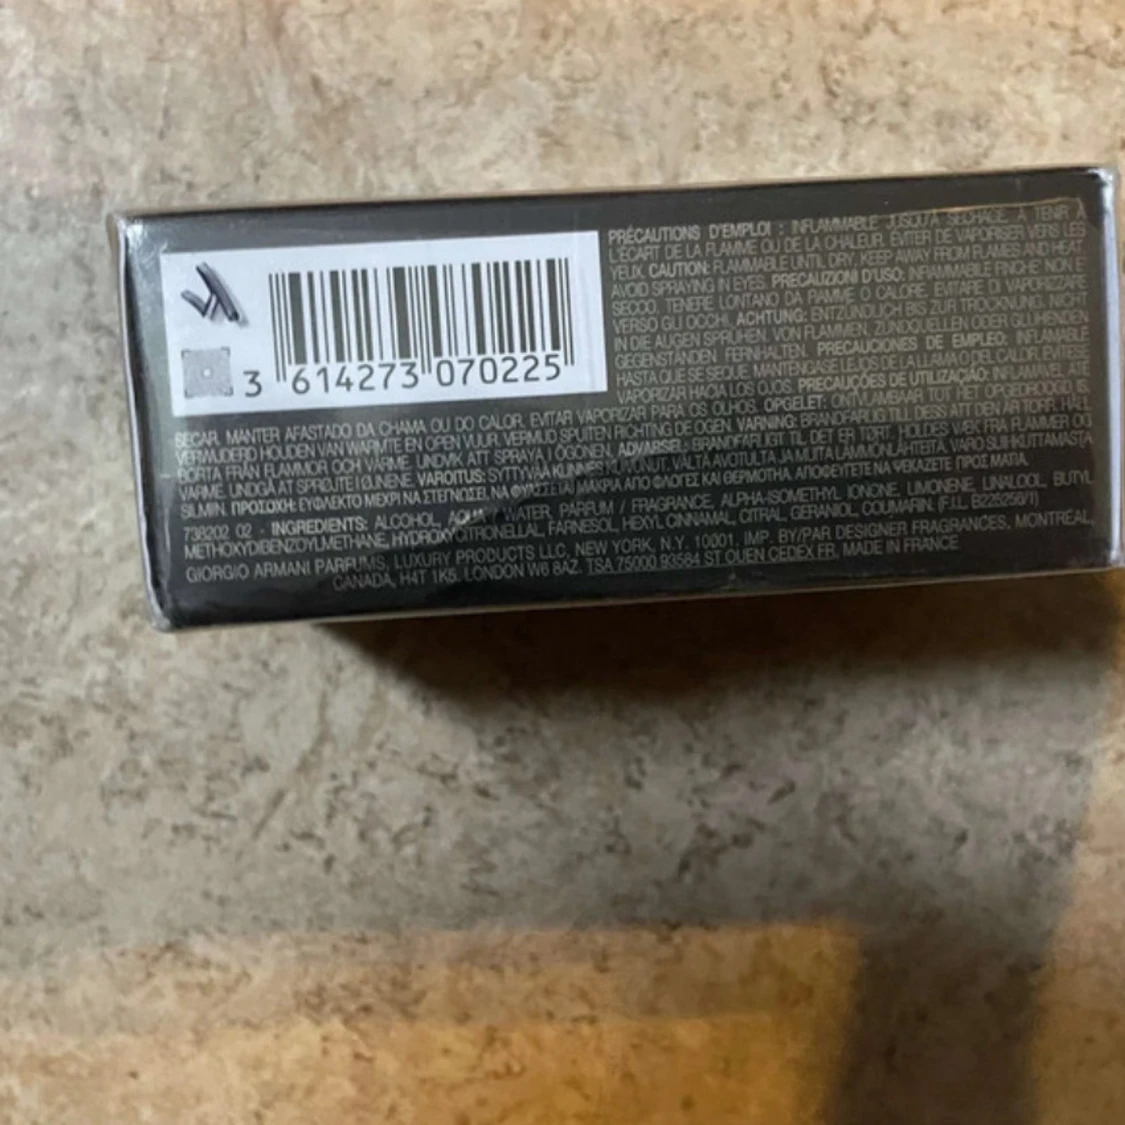 3 614273 070225
PRÉCAUTIONS D'EMPLOI : INFLAMMABLE JUSQU'À SÉCHAGE. À TENIR À
L'ÉCART DE LA FLAMME OU DE LA CHALEUR. ÉVITER DE VAPORISER VERS LES
YEUX. CAUTION: FLAMMABLE UNTIL DRY. KEEP AWAY FROM FLAMES AND HEAT.
AVOID SPRAYING IN EYES. PRECAUZIONI D'USO: INFIAMMABILE FINCHE' NON È
SECCO. TENERE LONTANO DA FIAMME O CALORE. EVITARE DI VAPORIZZARE
VERSO GLI OCCHI. ACHTUNG: ENTZÜNDLICH BIS ZUR TROCKNUNG. NICHT
IN DIE AUGEN SPRÜHEN. VON FLAMMEN, ZÜNDQUELLEN ODER GLÜHENDEN
GEGENSTÄNDEN FERNHALTEN. PRECAUCIONES DE EMPLEO: INFLAMABLE
HASTA QUE SE SEQUE. MANTÉNGASE LEJOS DE LA LLAMA O DEL CALOR. EVITESE
VAPORIZAR HACIA LOS OJOS. PRECAUÇÕES DE UTILIZAÇÃO: INFLAMÁVEL ATÉ
SECAR. MANTER AFASTADO DA CHAMA OU DO CALOR. EVITAR VAPORIZAR PARA OS OLHOS. OPGELET: ONTVLAMBAAR TOT HET OPGEDROOGD IS.
VERWIJDERD HOUDEN VAN WARMTE EN OPEN VUUR. VERMIJD SPUITEN RICHTING DE OGEN. VARNING: BRANDFARLIG TILL DESS ATT DEN ÄR TORR. HÅLL
BORTA FRÅN FLAMMOR OCH VÄRME. UNDVIK ATT SPRAYA I ÖGONEN. ADVARSEL: BRANDFARLIGT TIL DET ER TØRT. HOLDES VÆK FRA FLAMMER OG
VARME. UNDGÅ AT SPRØJTE I ØJNENE. VAROITUS: SYTTYVÄÄ KUNNES KUIVUNUT. VÄLTÄ AVOTULTA JA MUITA LÄMMÖNLÄHTEITÄ. VARO SUIHKUTTAMASTA
SILMIIN. ΠΡΟΣΟΧΗ: ΕΥΦΛΕΚΤΟ ΜΕΧΡΙ ΝΑ ΣΤΕΓΝΩΣΕΙ. ΝΑ ΦΥΛΑΣΣΕΤΑΙ ΜΑΚΡΙΑ ΑΠΟ ΦΛΟΓΕΣ ΚΑΙ ΘΕΡΜΟΤΗΤΑ. ΑΠΟΦΕΥΓΕΤΕ ΝΑ ΨΕΚΑΖΕΤΕ ΠΡΟΣ ΜΑΤΙΑ.
738202 02 - INGREDIENTS: ALCOHOL, AQUA / WATER, PARFUM / FRAGRANCE, ALPHA-ISOMETHYL IONONE, LIMONENE, LINALOOL, BUTYL
METHOXYDIBENZOYLMETHANE, HYDROXYCITRONELLAL, FARNESOL, HEXYL CINNAMAL, CITRAL, GERANIOL, COUMARIN. (F.I.L. B225256/1)
GIORGIO ARMANI PARFUMS, LUXURY PRODUCTS LLC, NEW YORK, N.Y. 10001. IMP. BY/PAR DESIGNER FRAGRANCES, MONTREAL,
CANADA, H4T 1K5. LONDON W6 8AZ. TSA 75000 93584 ST OUEN CEDEX FR. MADE IN FRANCE